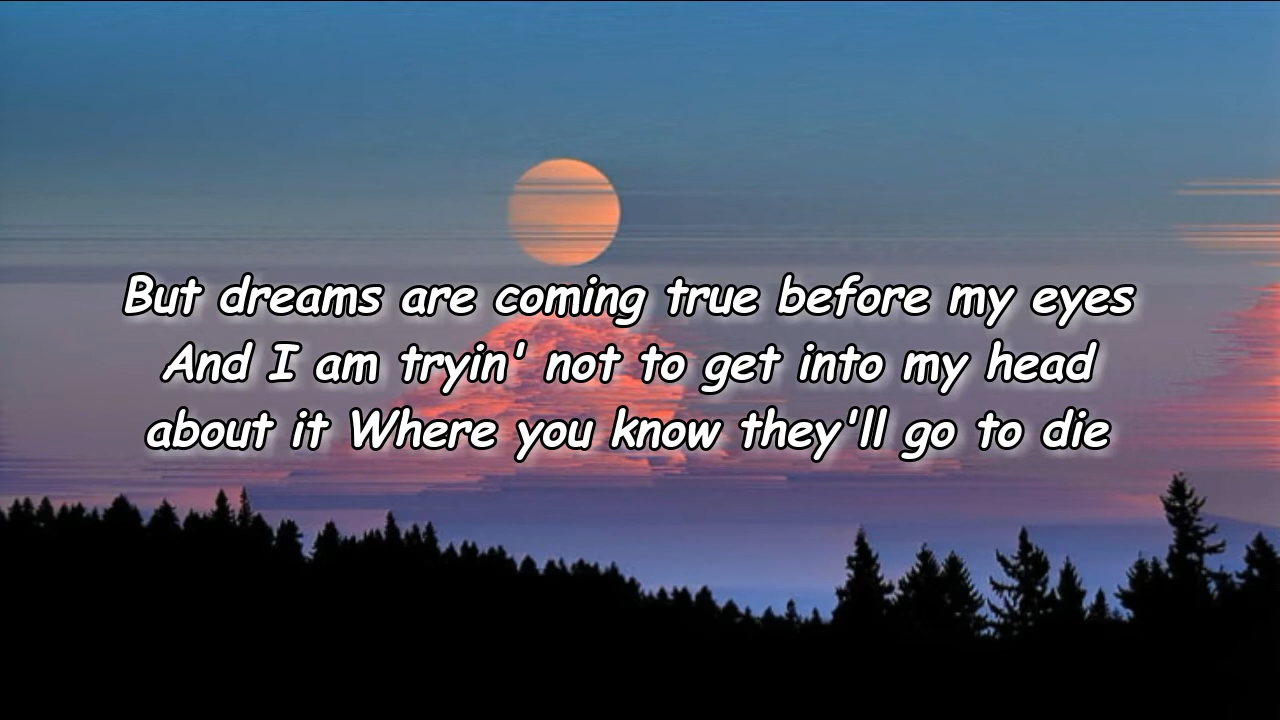 But dreams are coming true before my eyes
And I am tryin' not to get into my head
about it Where you know they'll go to die